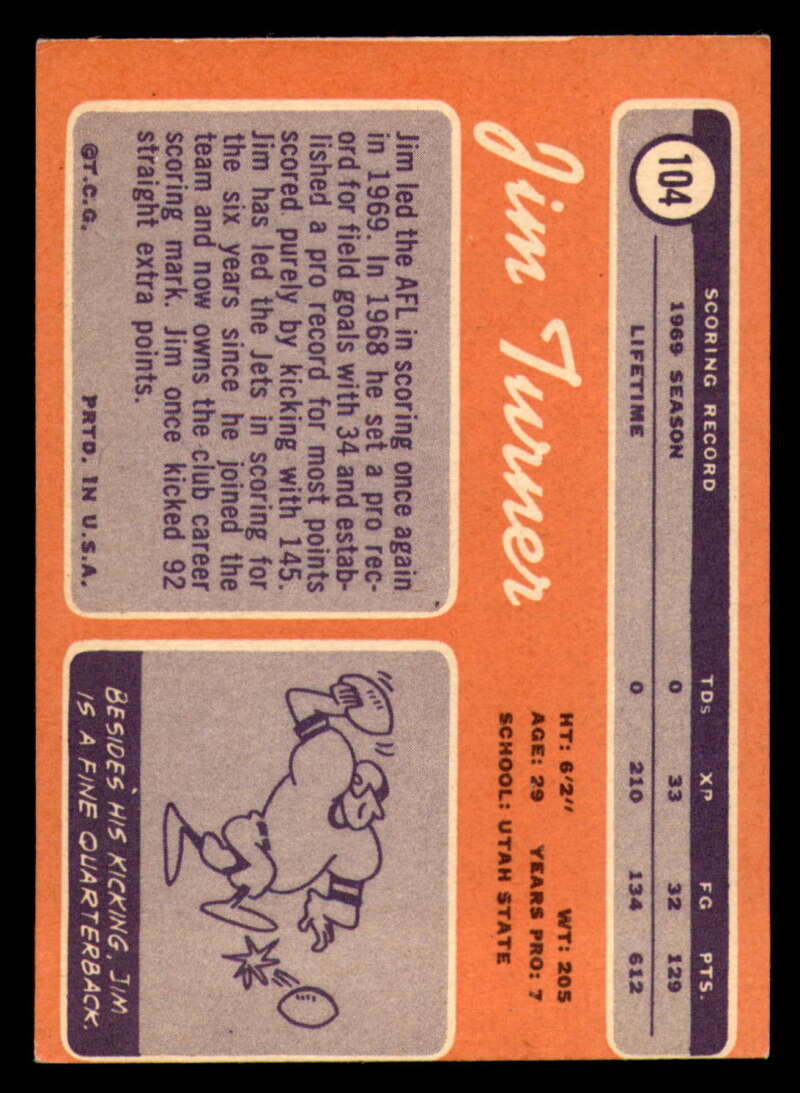 104
SCORING RECORD TDs XP FG PTS.
1969 SEASON 0 33 32 129
LIFETIME 0 210 134 612
Jim Turner
HT: 6'2" WT: 205
AGE: 29 YEARS PRO: 7
SCHOOL: UTAH STATE
Jim led the AFL in scoring once again
in 1969. In 1968 he set a pro rec-
ord for field goals with 34 and estab-
lished a pro record for most points
scored purely by kicking with 145.
Jim has led the Jets in scoring for
the six years since he joined the
team and now owns the club career
scoring mark. Jim once kicked 92
straight extra points.
©T.C.G. PRTD. IN U.S.A.
BESIDES HIS KICKING, JIM
IS A FINE QUARTERBACK.